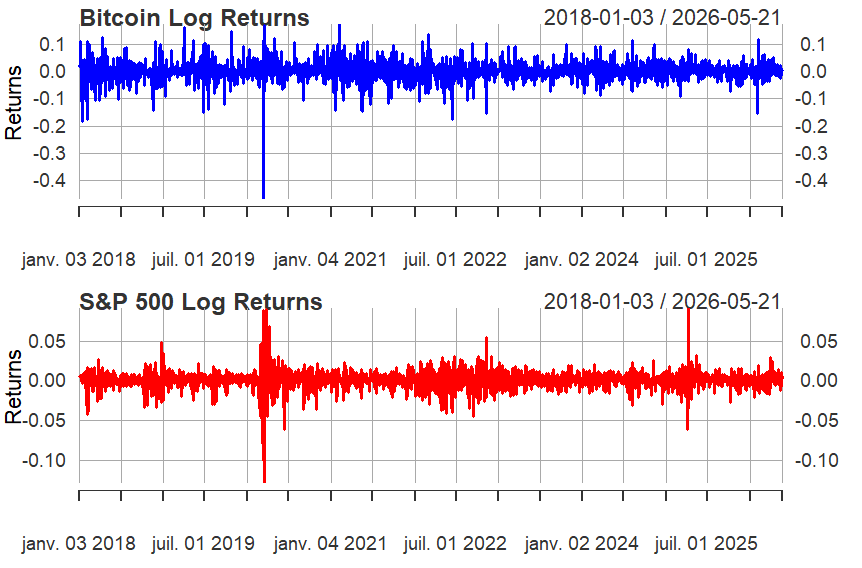 Bitcoin Log Returns 2018-01-03 / 2026-05-21
Returns
0.1 0.1
0.0 0.0
-0.1 -0.1
-0.2 -0.2
-0.3 -0.3
-0.4 -0.4
janv. 03 2018 juil. 01 2019 janv. 04 2021 juil. 01 2022 janv. 02 2024 juil. 01 2025
S&P 500 Log Returns 2018-01-03 / 2026-05-21
Returns
0.05 0.05
0.00 0.00
-0.05 -0.05
-0.10 -0.10
janv. 03 2018 juil. 01 2019 janv. 04 2021 juil. 01 2022 janv. 02 2024 juil. 01 2025